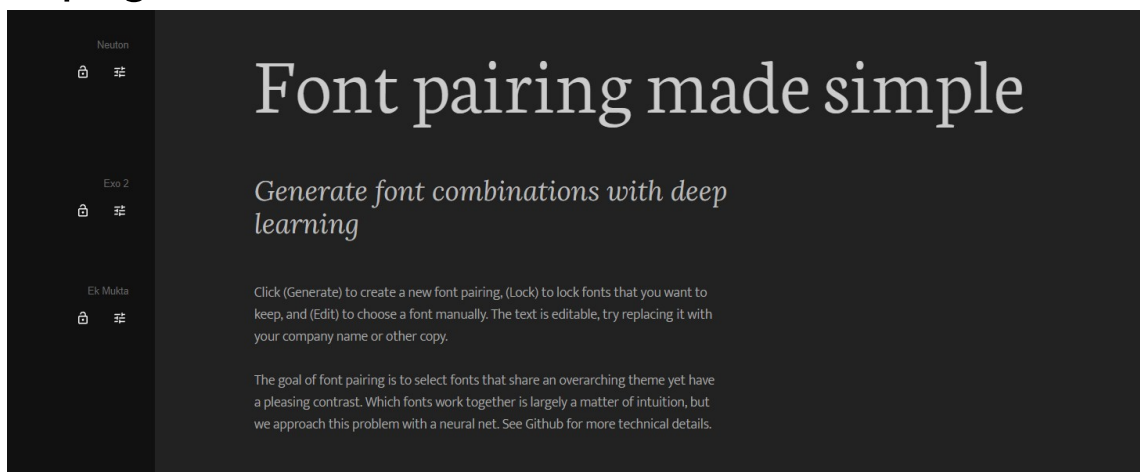 Neuton
Font pairing made simple
Exo 2
Generate font combinations with deep
learning
Ek Mukta
Click (Generate) to create a new font pairing, (Lock) to lock fonts that you want to
keep, and (Edit) to choose a font manually. The text is editable, try replacing it with
your company name or other copy.
The goal of font pairing is to select fonts that share an overarching theme yet have
a pleasing contrast. Which fonts work together is largely a matter of intuition, but
we approach this problem with a neural net. See Github for more technical details.